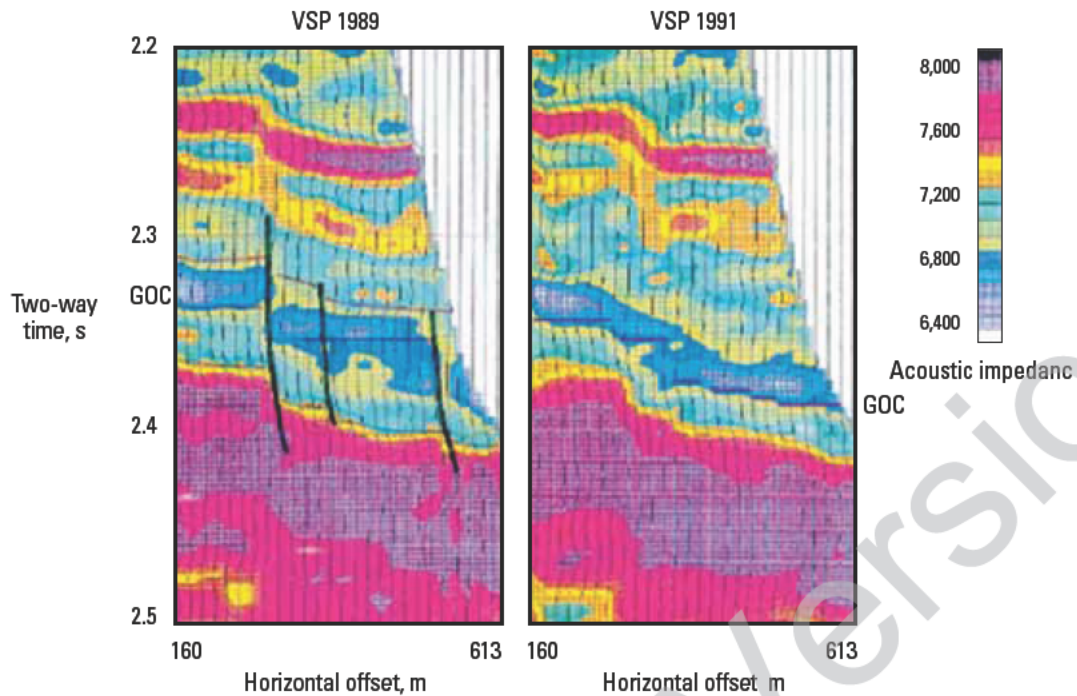 VSP 1989
VSP 1991
2.2
2.3
GOC
Two-way
time, s
2.4
2.5
160
613
160
613
Horizontal offset, m
Horizontal offset m
8,000
7,600
7,200
6,800
6,400
Acoustic impedanc
GOC